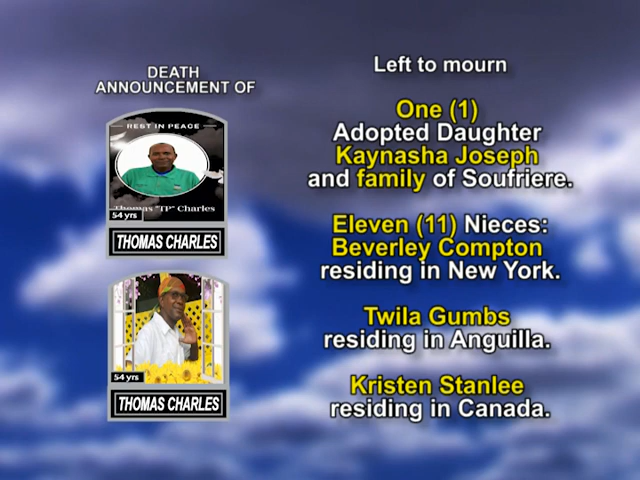 DEATH
ANNOUNCEMENT OF
REST IN PEACE
Thomas "TP" Charles
54 yrs
THOMAS CHARLES
54 yrs
THOMAS CHARLES
Left to mourn
One (1)
Adopted Daughter
Kaynasha Joseph
and family of Soufriere.
Eleven (11) Nieces:
Beverley Compton
residing in New York.
Twila Gumbs
residing in Anguilla.
Kristen Stanlee
residing in Canada.